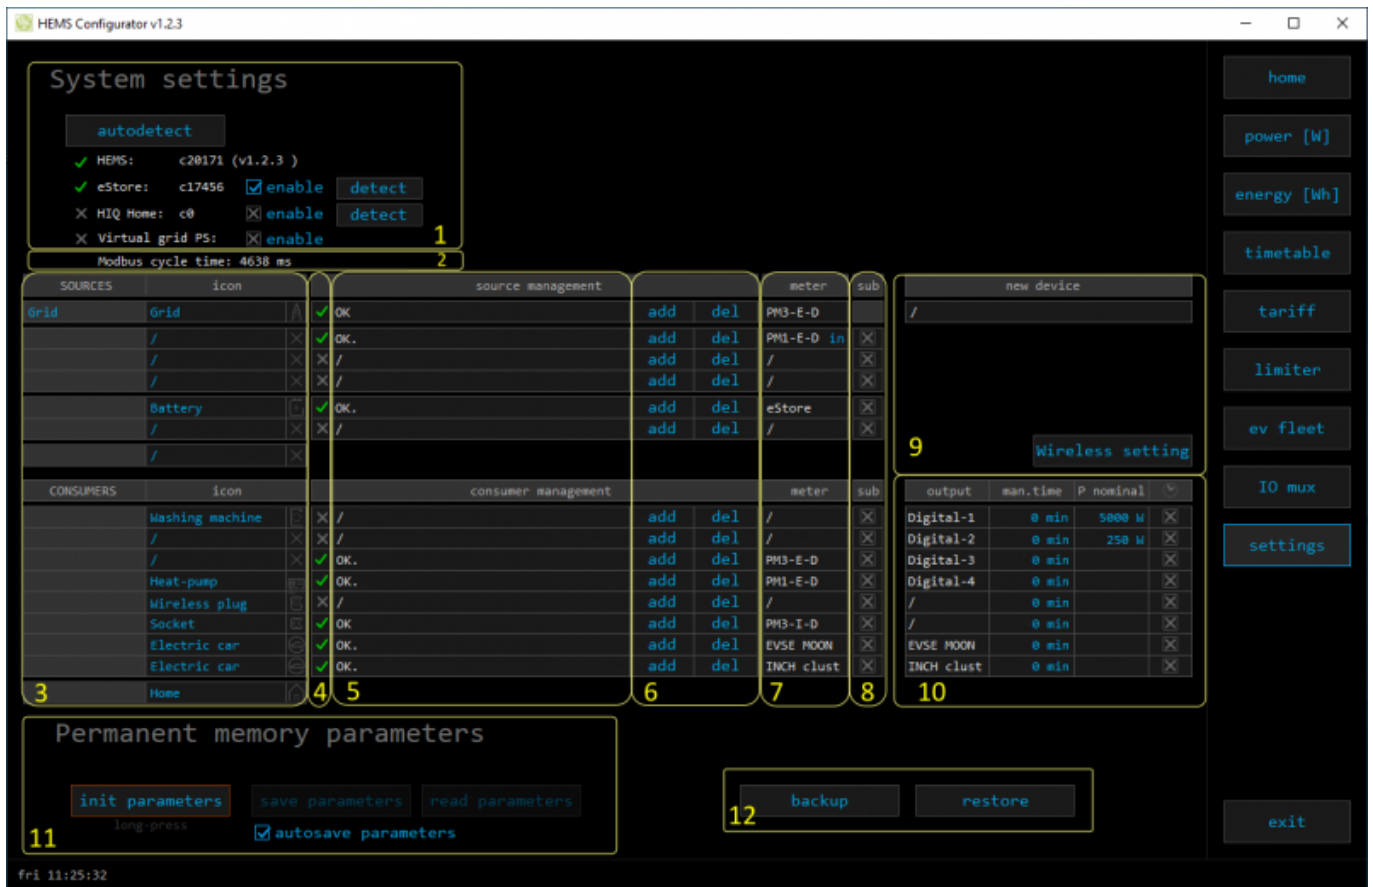 HEMS Configurator v1.2.3
System settings
autodetect
HEMS: c20171 (v1.2.3 )
eStore: c17456 enable detect
HIQ Home: c0 enable detect
Virtual grid PS: enable 1
Modbus cycle time: 4638 ms 2
SOURCES icon source management meter sub
Grid Grid OK add del PM3-E-D
/ OK. add del PM1-E-D in
/ / add del /
/ / add del /
Battery OK. add del eStore
/ / add del /
/
CONSUMERS icon consumer management meter sub
Washing machine / add del /
/ / add del /
/ OK. add del PM3-E-D
Heat-pump OK. add del PM1-E-D
Wireless plug / add del /
Socket OK add del PM3-I-D
Electric car OK. add del EVSE MOON
Electric car OK. add del INCH clust
Home
3 4 5 6 7 8
new device
/
9 Wireless setting
output man.time P nominal
Digital-1 0 min 5000 W
Digital-2 0 min 250 W
Digital-3 0 min
Digital-4 0 min
/ 0 min
/ 0 min
EVSE MOON 0 min
INCH clust 0 min
10
Permanent memory parameters
init parameters save parameters read parameters
long-press
autosave parameters
11
backup restore
12
home
power [W]
energy [Wh]
timetable
tariff
limiter
ev fleet
IO mux
settings
exit
fri 11:25:32